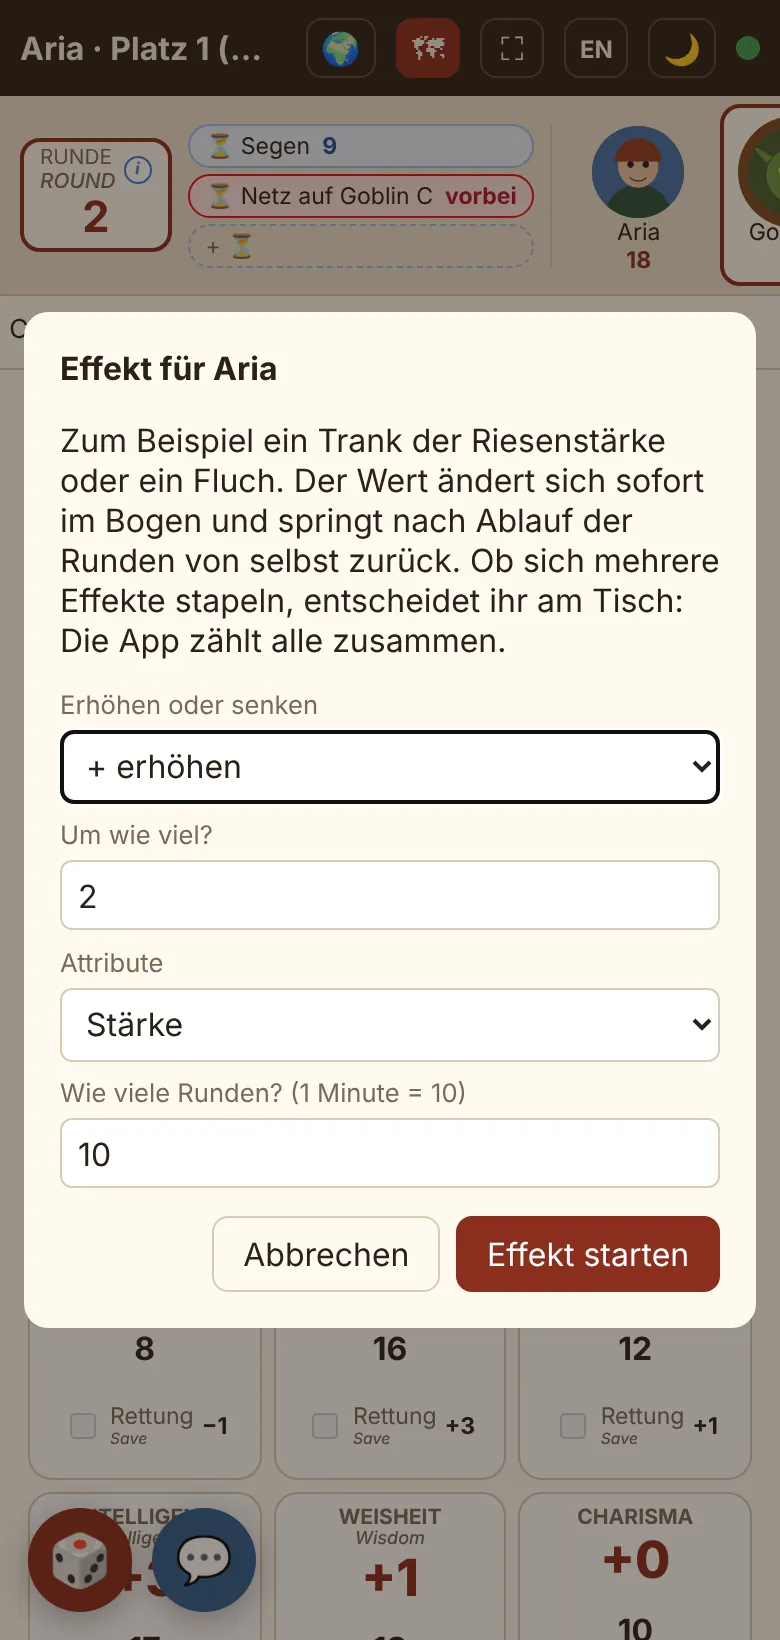 Aria · Platz 1 (…
EN
RUNDE
ROUND
2
i
Segen 9
Netz auf Goblin C vorbei
+
Aria
18
Go
Effekt für Aria
Zum Beispiel ein Trank der Riesenstärke
oder ein Fluch. Der Wert ändert sich sofort
im Bogen und springt nach Ablauf der
Runden von selbst zurück. Ob sich mehrere
Effekte stapeln, entscheidet ihr am Tisch:
Die App zählt alle zusammen.
Erhöhen oder senken
+ erhöhen
Um wie viel?
2
Attribute
Stärke
Wie viele Runden? (1 Minute = 10)
10
Abbrechen
Effekt starten
8
16
12
Rettung −1
Save
Rettung +3
Save
Rettung +1
Save
WEISHEIT
Wisdom
+1
CHARISMA
+0
10